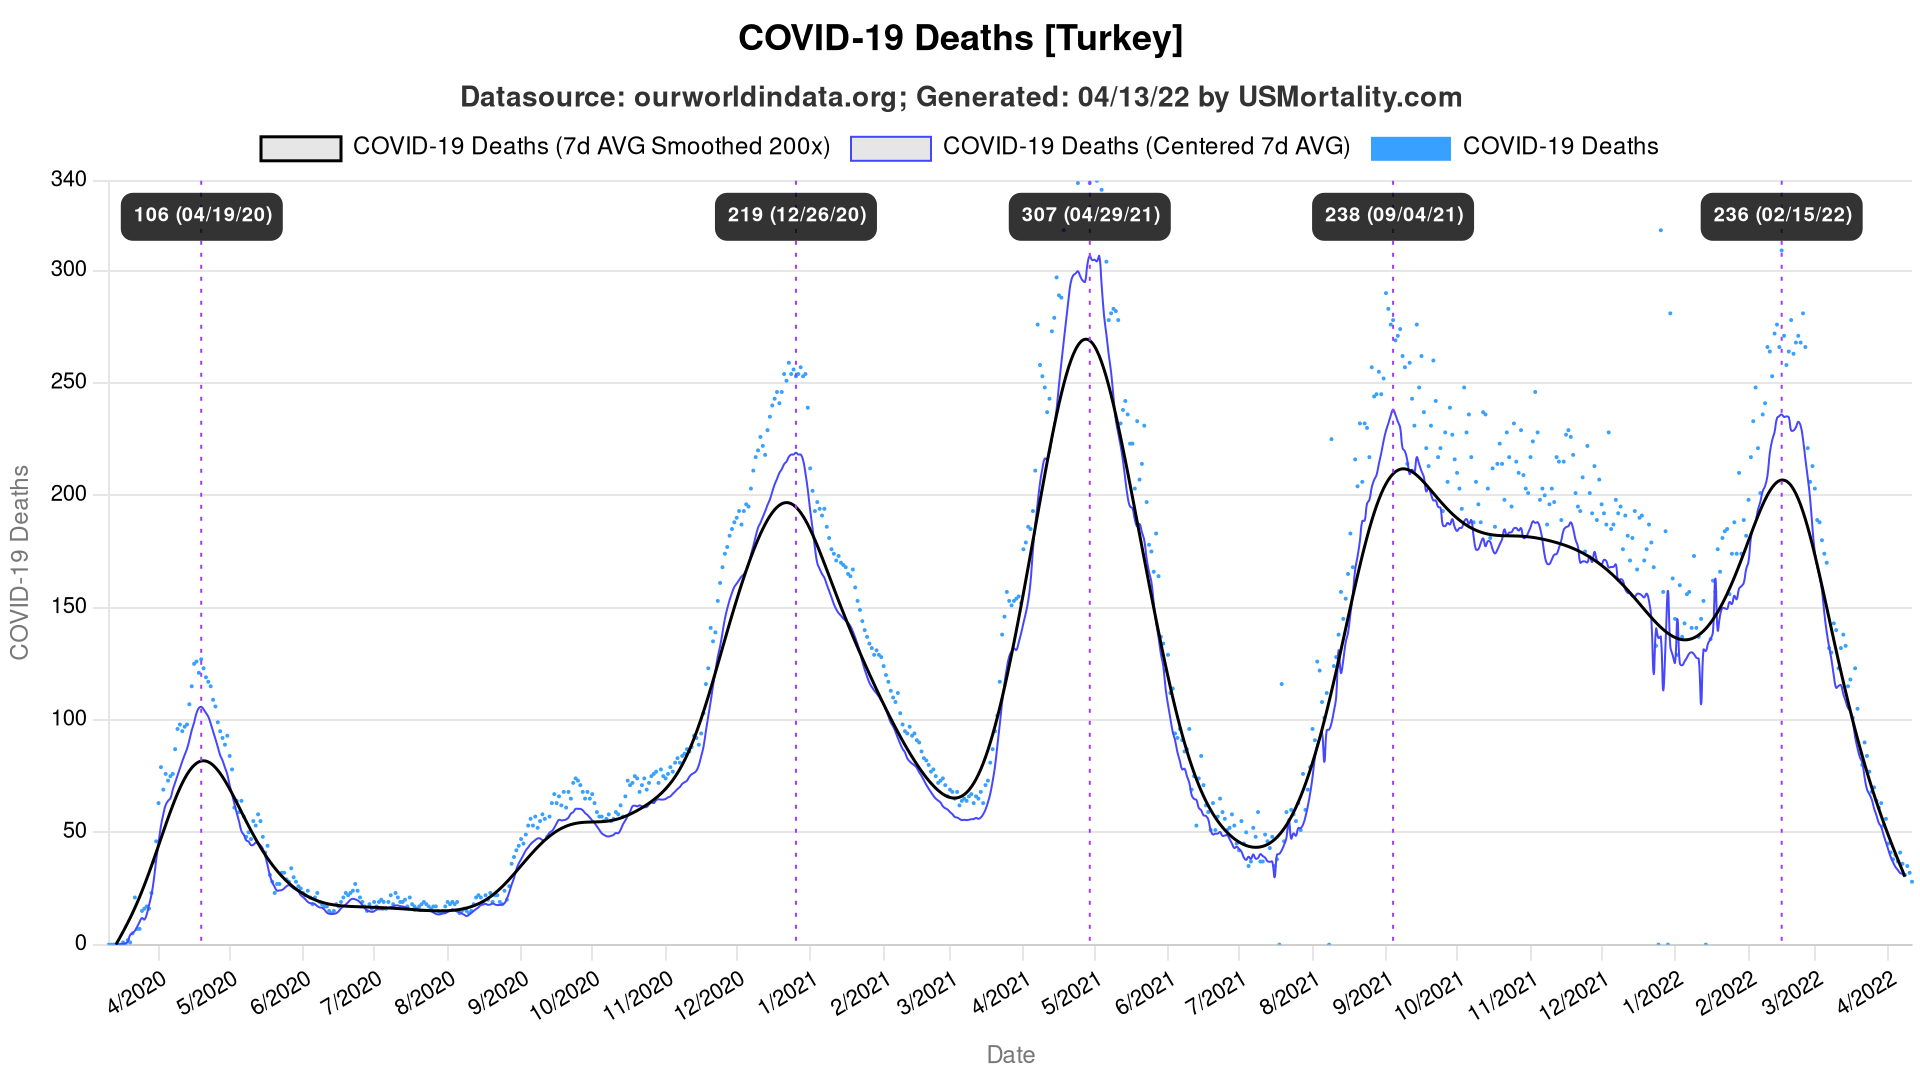 COVID-19 Deaths [Turkey]
Datasource: ourworldindata.org; Generated: 04/13/22 by USMortality.com
COVID-19 Deaths (7d AVG Smoothed 200x) COVID-19 Deaths (Centered 7d AVG) COVID-19 Deaths
340
106 (04/19/20) 219 (12/26/20) 307 (04/29/21) 238 (09/04/21) 236 (02/15/22)
300
250
200
150
100
50
0
COVID-19 Deaths
4/2020 5/2020 6/2020 7/2020 8/2020 9/2020 10/2020 11/2020 12/2020 1/2021 2/2021 3/2021 4/2021 5/2021 6/2021 7/2021 8/2021 9/2021 10/2021 11/2021 12/2021 1/2022 2/2022 3/2022 4/2022
Date